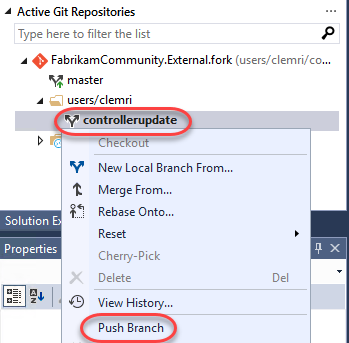 Active Git Repositories
Type here to filter the list
FabrikamCommunity.External.fork (users/clemri/co...
master
users/clemri
controllerupdate
Checkout
New Local Branch From...
Merge From...
Rebase Onto...
Reset
Cherry-Pick
Solution Ex
Properties
Delete Del
View History...
Push Branch